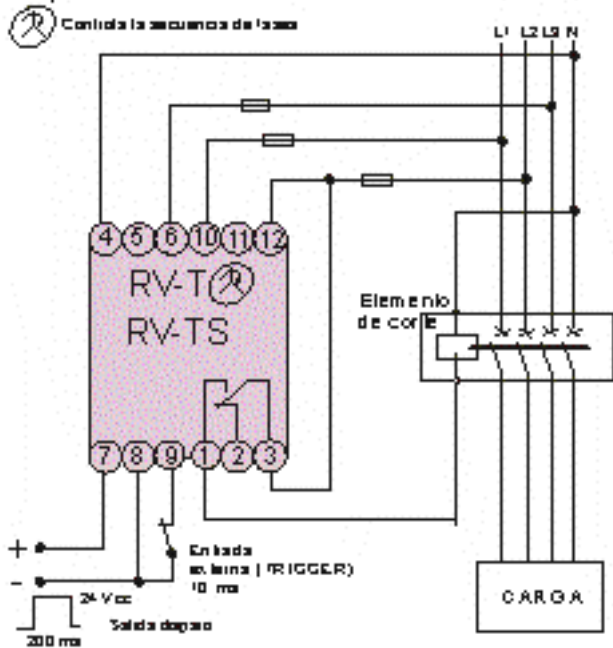 Controla la secuencia de fases
L1 L2 L3 N
4 5 6 10 11 12
RV-T
RV-TS
Elemento
de corte
7 8 9 1 2 3
+
-
Entrada
externa (TRIGGER)
10 ms
24 Vcc
200 ms
Salida
CARGA